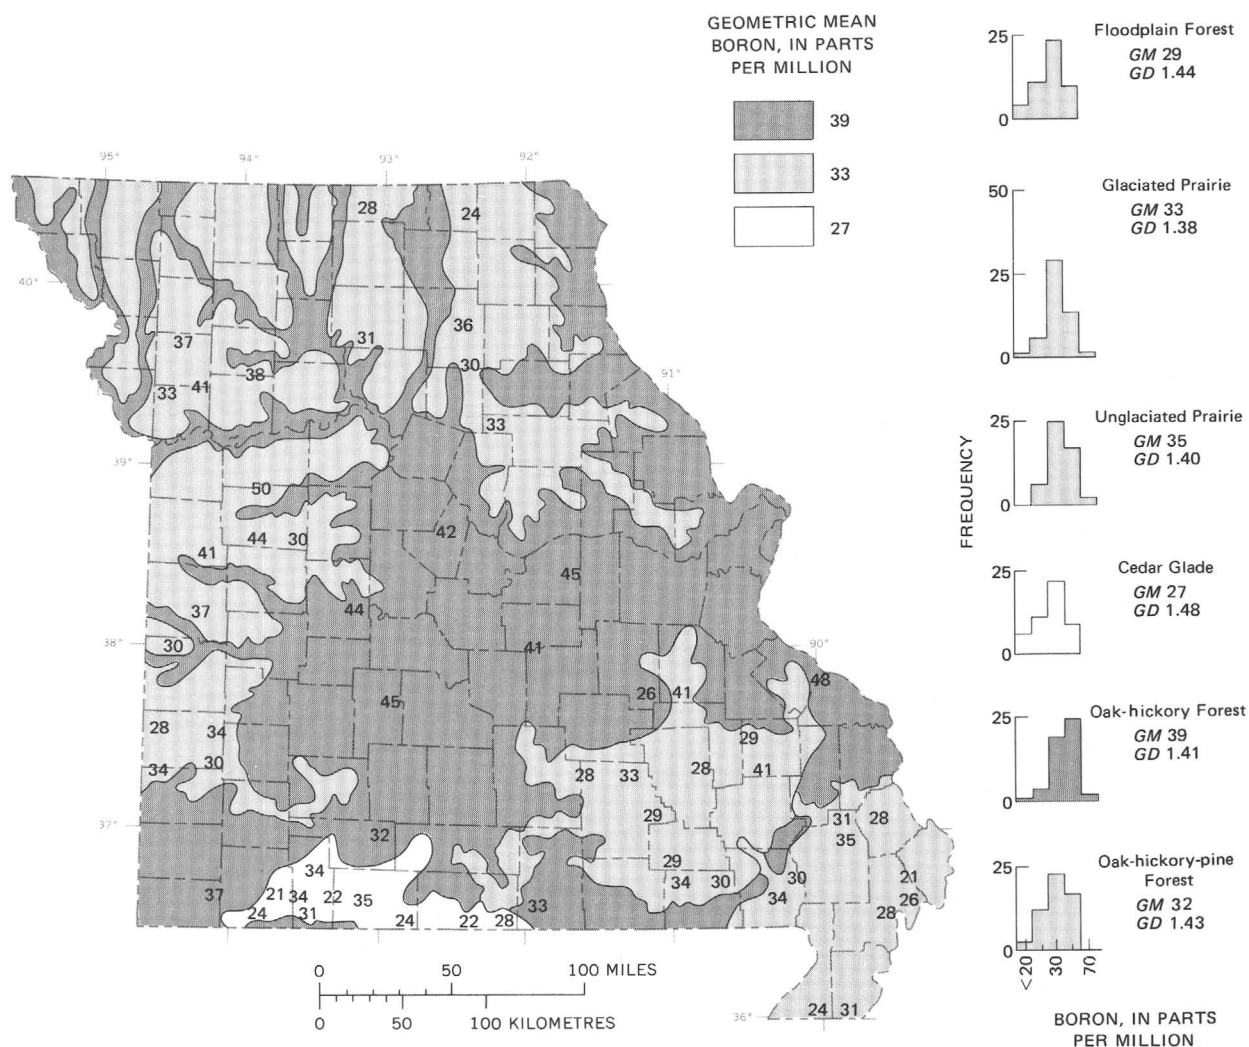 GEOMETRIC MEAN
BORON, IN PARTS
PER MILLION
39
33
27
95° 94° 93° 92°
28 24
40°
37 31 36
33 41 38 30
91°
33
39°
50
44 30 42
41
45
37 44
38° 30 41
90°
26 41 48
45
28 34 29
34 30 28 33 28 41
37° 29 31 28
32 35
34 29
37 21 34 22 35 33 34 30 30 21
34 26
24 31 24 22 28 28
24 31
36°
0 50 100 MILES
0 50 100 KILOMETRES
FREQUENCY
25
0
Floodplain Forest
GM 29
GD 1.44
50
25
0
Glaciated Prairie
GM 33
GD 1.38
25
0
Unglaciated Prairie
GM 35
GD 1.40
25
0
Cedar Glade
GM 27
GD 1.48
25
0
Oak-hickory Forest
GM 39
GD 1.41
25
0
Oak-hickory-pine
Forest
GM 32
GD 1.43
<20 30 70
BORON, IN PARTS
PER MILLION